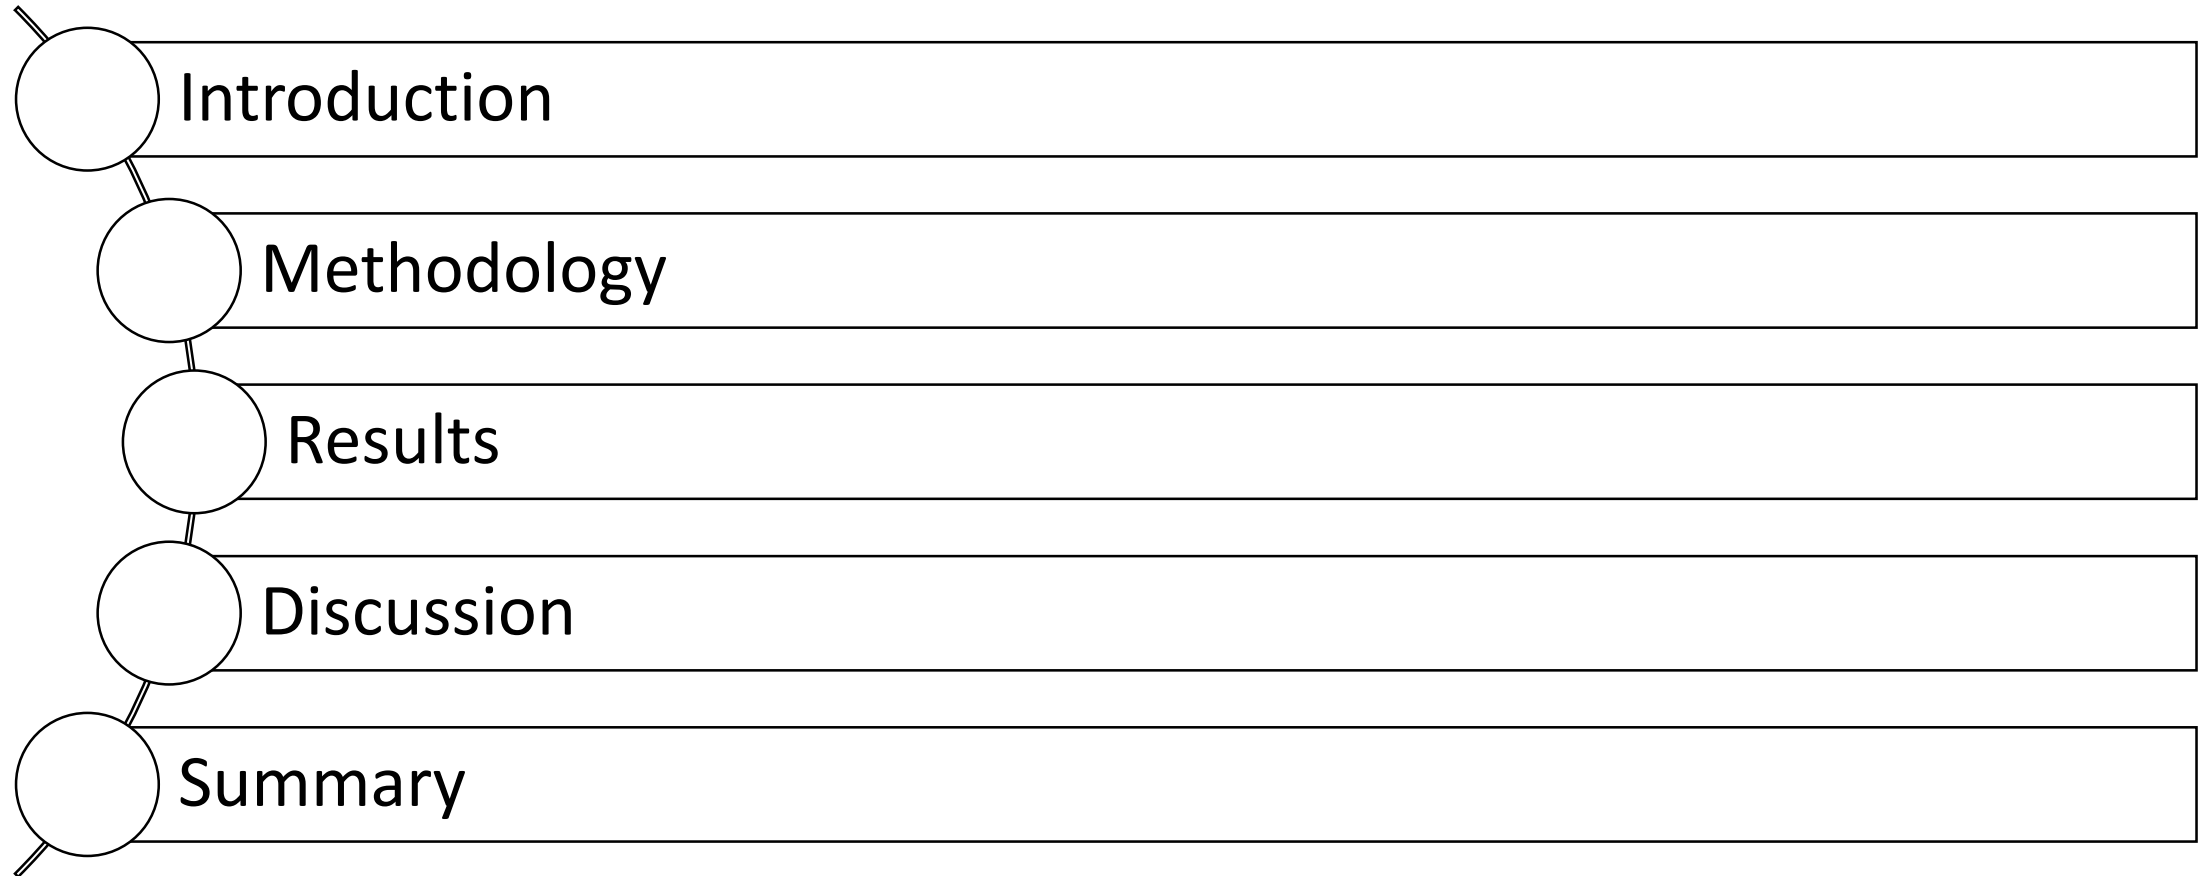 Introduction
Methodology
Results
Discussion
Summary